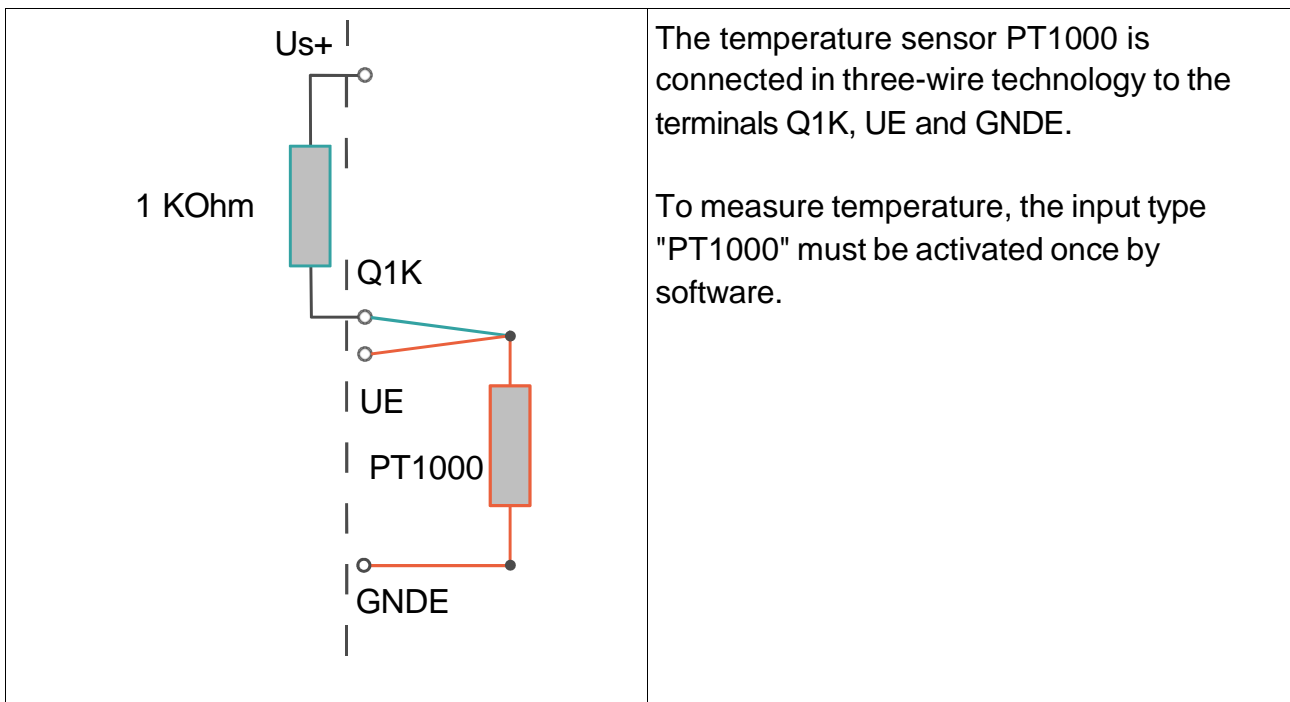 Us+
1 KOhm
Q1K
UE
PT1000
GNDE
The temperature sensor PT1000 is
connected in three-wire technology to the
terminals Q1K, UE and GNDE.
To measure temperature, the input type
"PT1000" must be activated once by
software.